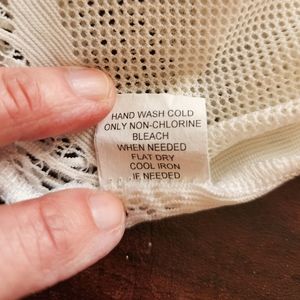 HAND WASH COLD
ONLY NON-CHLORINE
BLEACH
WHEN NEEDED
FLAT DRY
COOL IRON
IF NEEDED